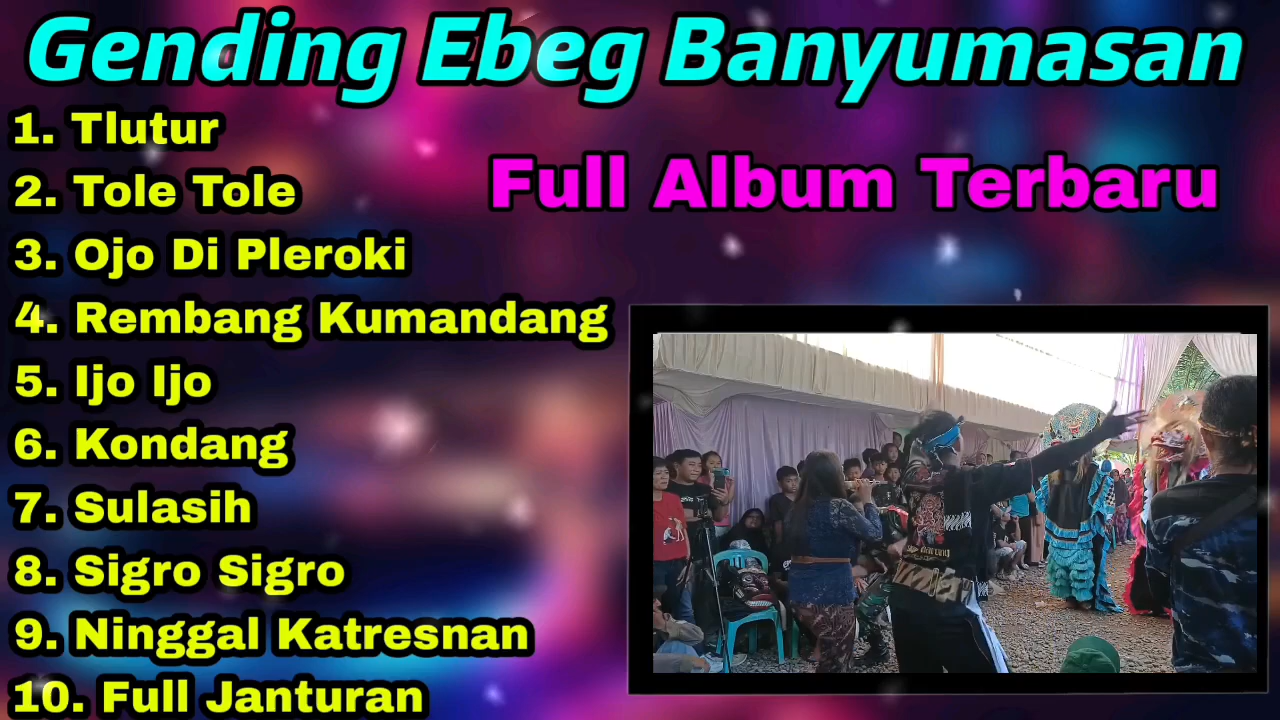 Gending Ebeg Banyumasan
Full Album Terbaru
1. Tlutur
2. Tole Tole
3. Ojo Di Pleroki
4. Rembang Kumandang
5. Ijo Ijo
6. Kondang
7. Sulasih
8. Sigro Sigro
9. Ninggal Katresnan
10. Full Janturan